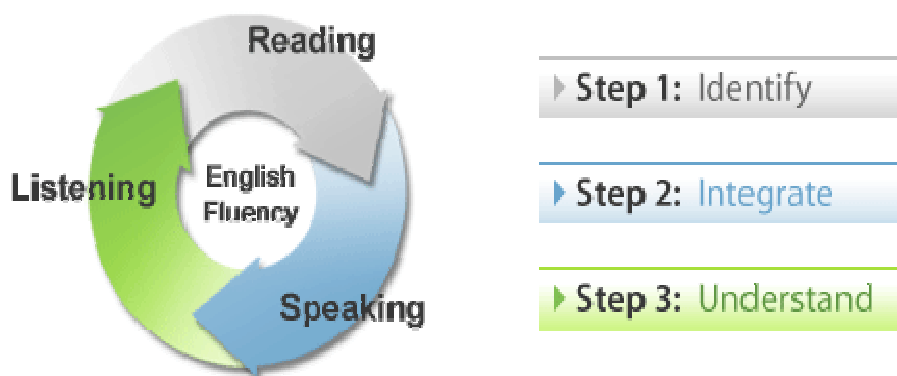 Reading
Listening
English
Fluency
Speaking
Step 1: Identify
Step 2: Integrate
Step 3: Understand